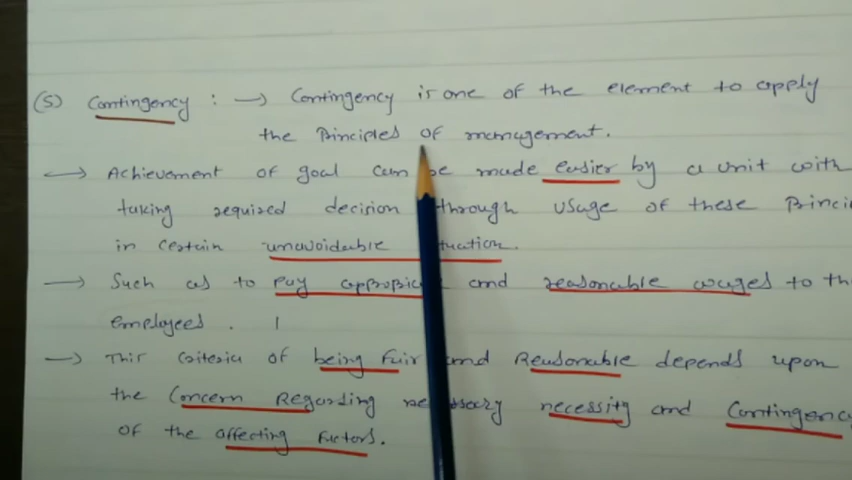 (5) Contingency : → Contingency is one of the element to apply
the Principles of management.
→ Achievement of goal can be made easier by a unit with
taking required decision through usage of these
in certain unavoidable
→ Such as to pay and reasonable wages to
employees.
→ This criteria of being Fair and Reasonable depends upon
the Concern Regarding necessity and Contingency
of the affecting factors.